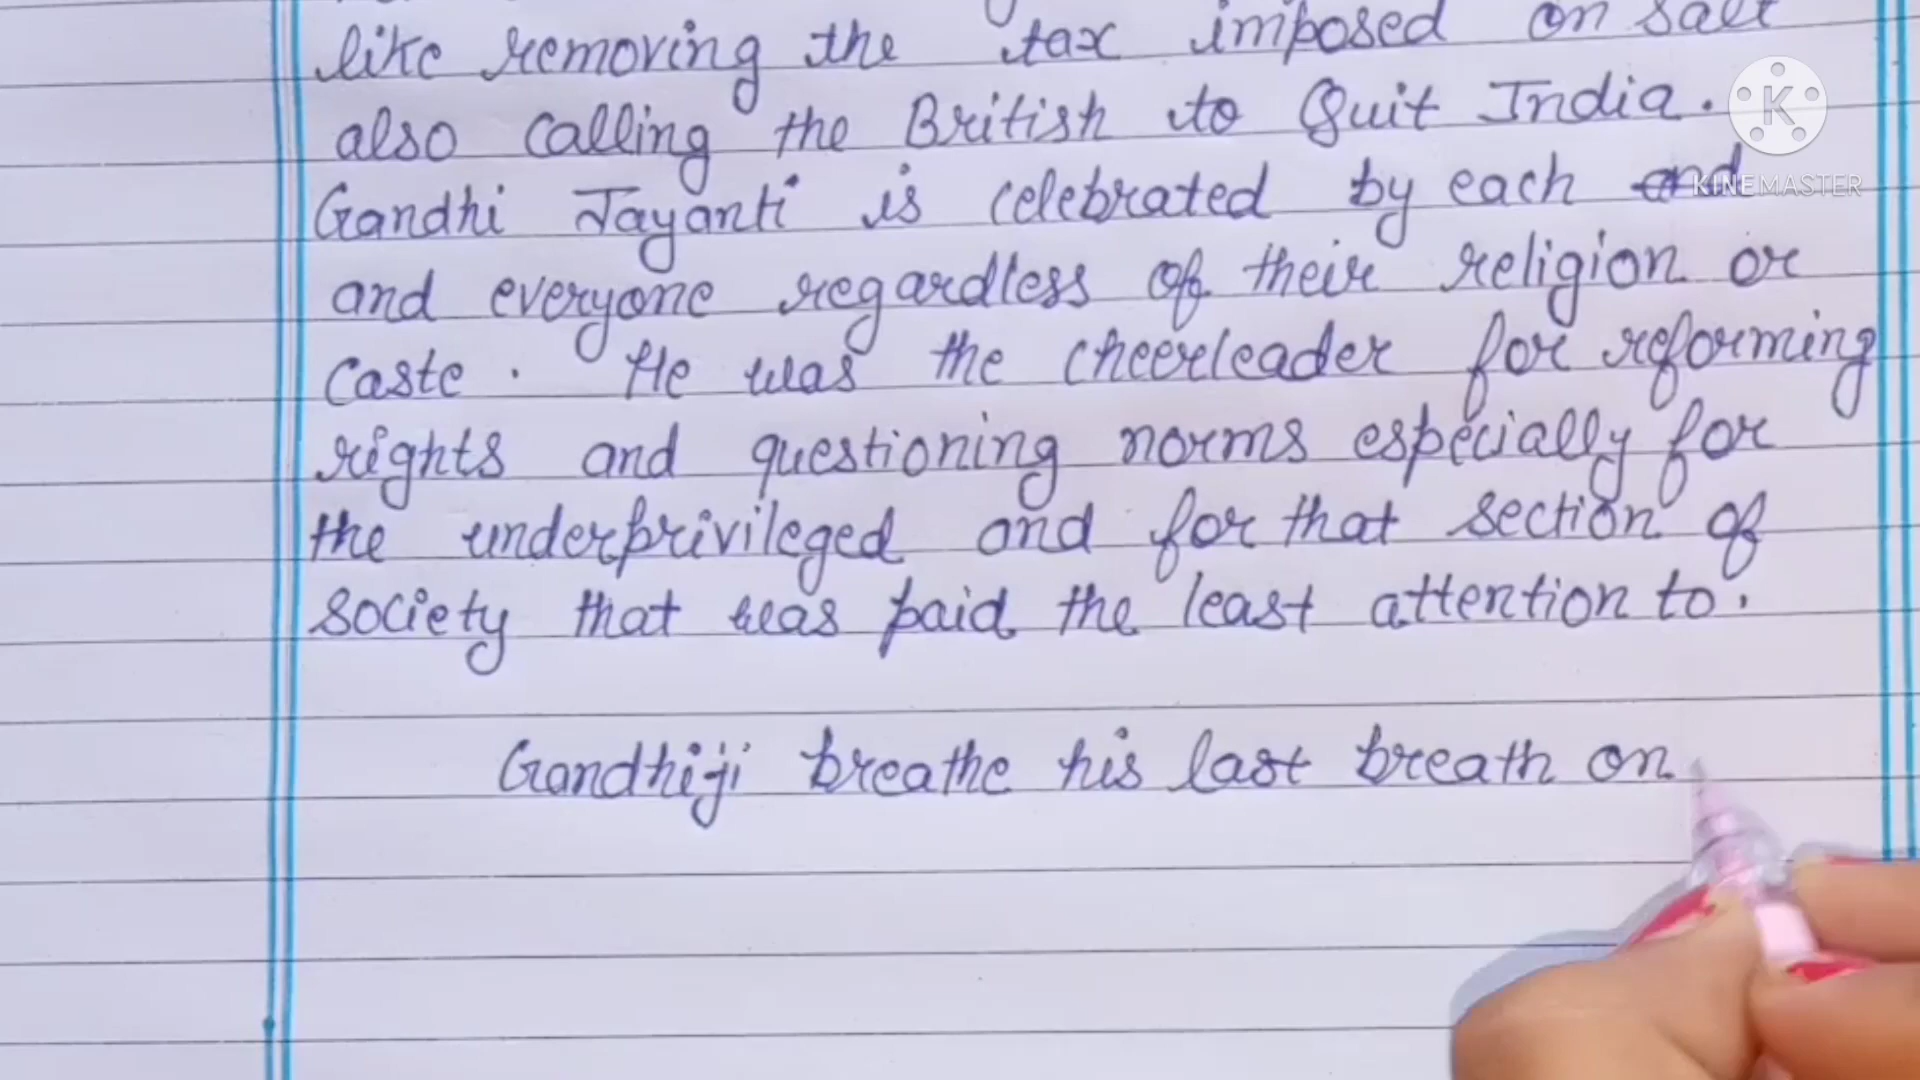 like removing the tax imposed on salt
also calling the British to Quit India.
Gandhi Jayanti is celebrated by each and
and everyone regardless of their religion or
caste. He was the cheerleader for reforming
rights and questioning norms especially for
the underprivileged and for that section of
society that was paid the least attention to.
Gandhiji breathe his last breath on
K
KINEMASTER